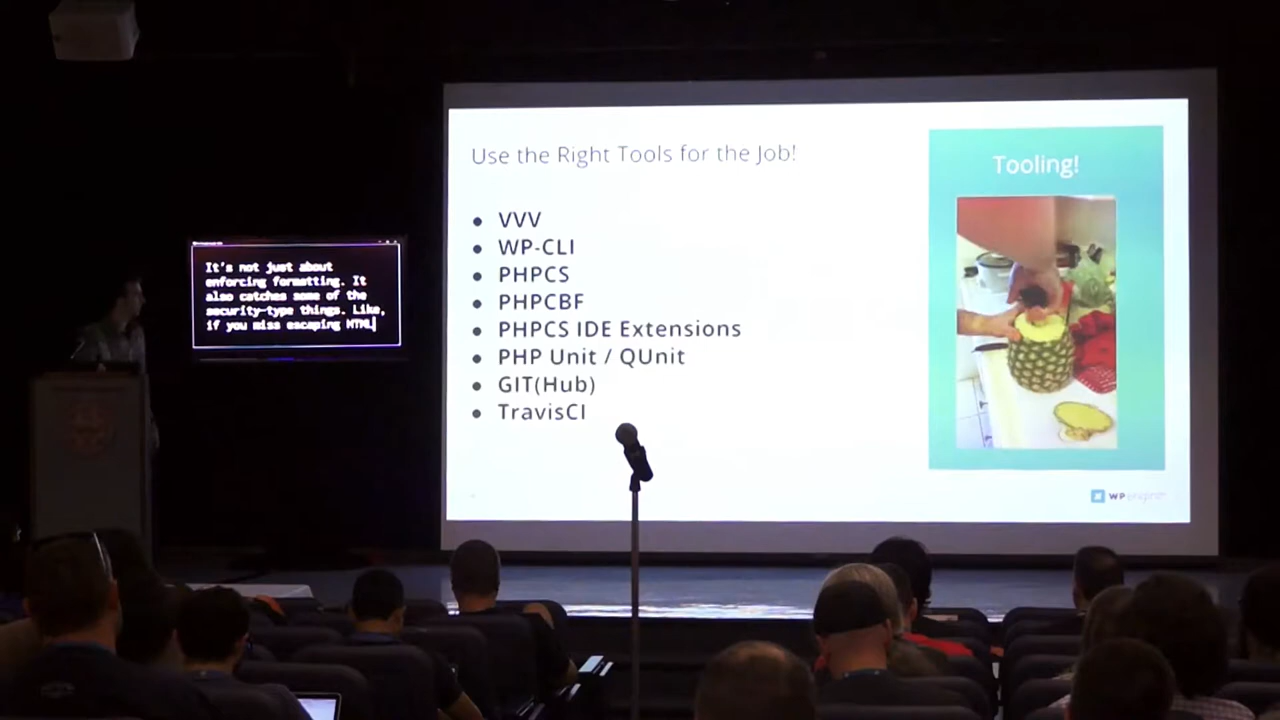 Use the Right Tools for the Job!
● VVV
● WP-CLI
● PHPCS
● PHPCBF
● PHPCS IDE Extensions
● PHP Unit / QUnit
● GIT(Hub)
● TravisCI
Tooling!
WPengine
It's not just about
enforcing formatting. It
also catches some of the
security-type things. Like,
if you miss escaping HTML